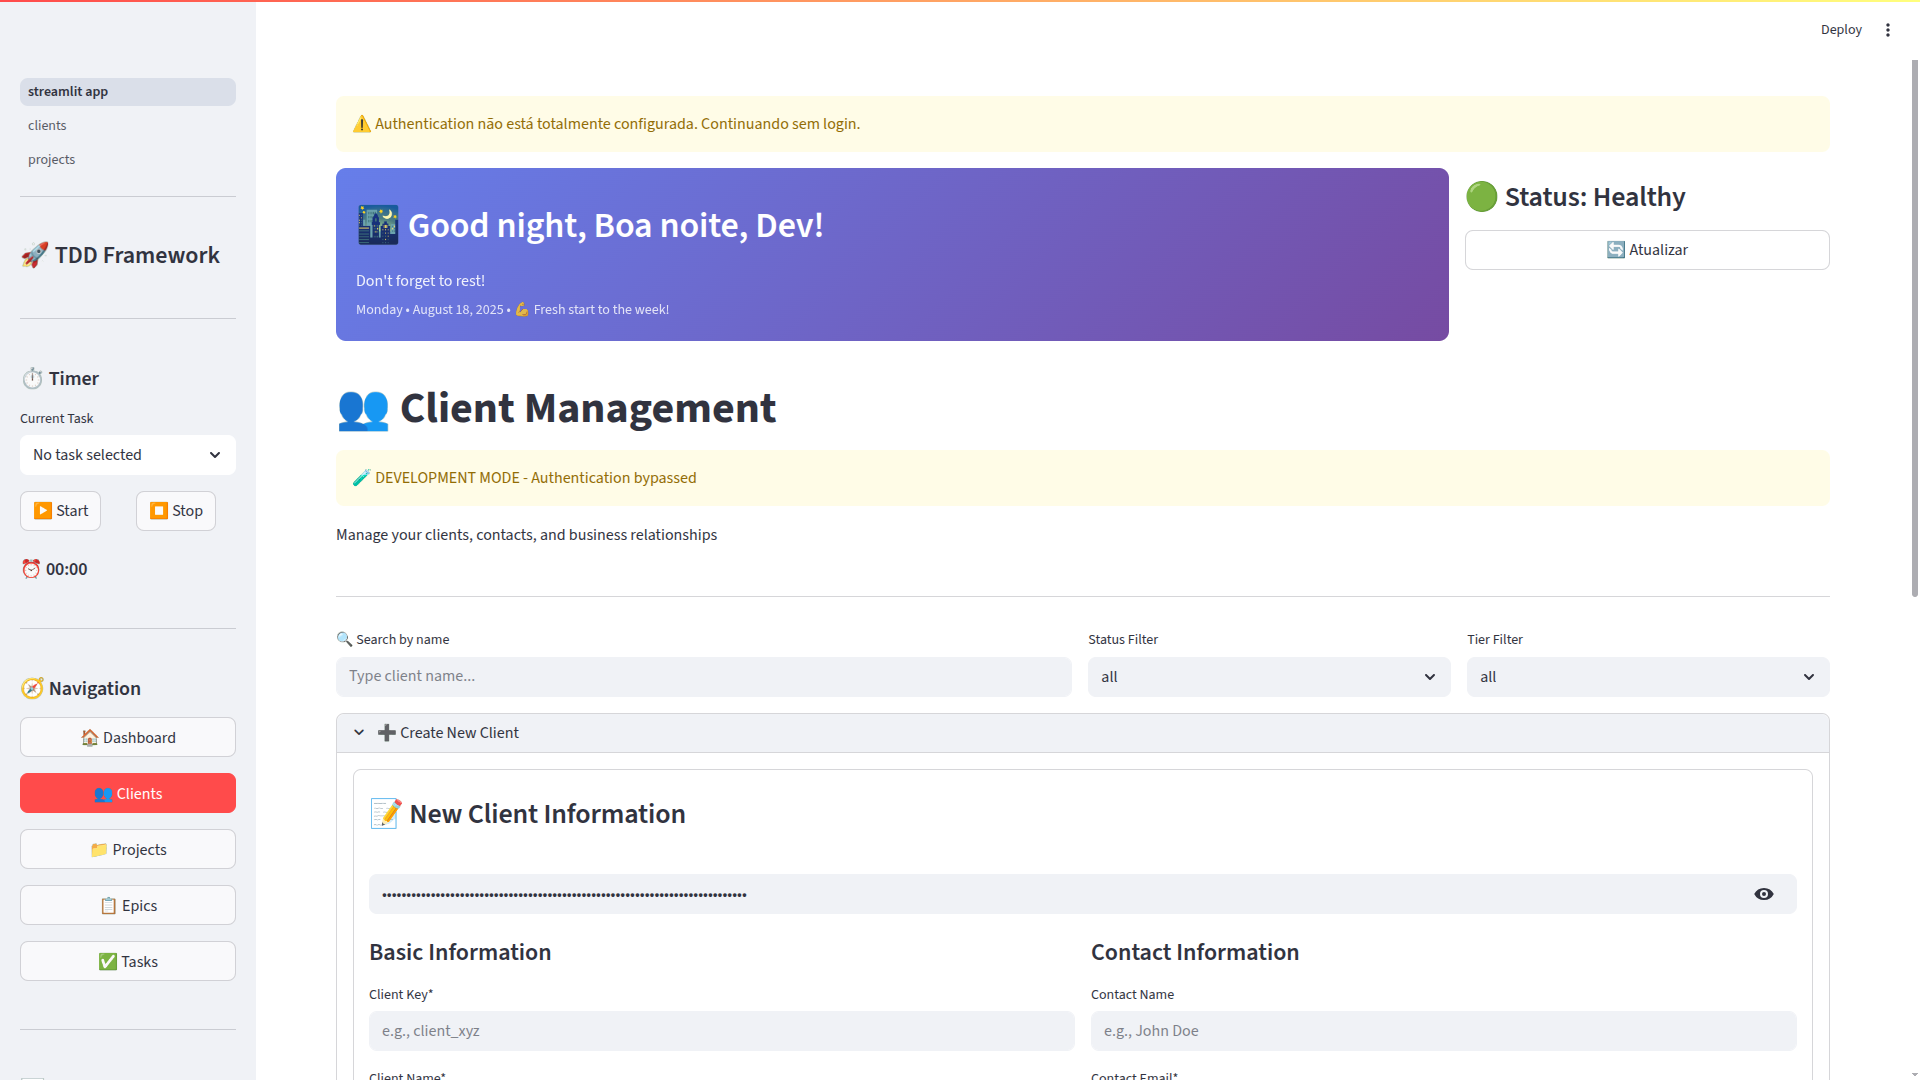 Deploy
streamlit app
clients
projects
🚀 TDD Framework
⏱️ Timer
Current Task
No task selected
▶️ Start
⏹️ Stop
⏰ 00:00
🧭 Navigation
🏠 Dashboard
👥 Clients
📁 Projects
📋 Epics
✅ Tasks
⚠️ Authentication não está totalmente configurada. Continuando sem login.
🌃 Good night, Boa noite, Dev!
Don't forget to rest!
Monday • August 18, 2025 • 💪 Fresh start to the week!
🟢 Status: Healthy
🔄 Atualizar
👥 Client Management
🧪 DEVELOPMENT MODE - Authentication bypassed
Manage your clients, contacts, and business relationships
🔍 Search by name
Type client name...
Status Filter
all
Tier Filter
all
➕ Create New Client
📝 New Client Information
Basic Information
Client Key*
e.g., client_xyz
Client Name*
Contact Information
Contact Name
e.g., John Doe
Contact Email*